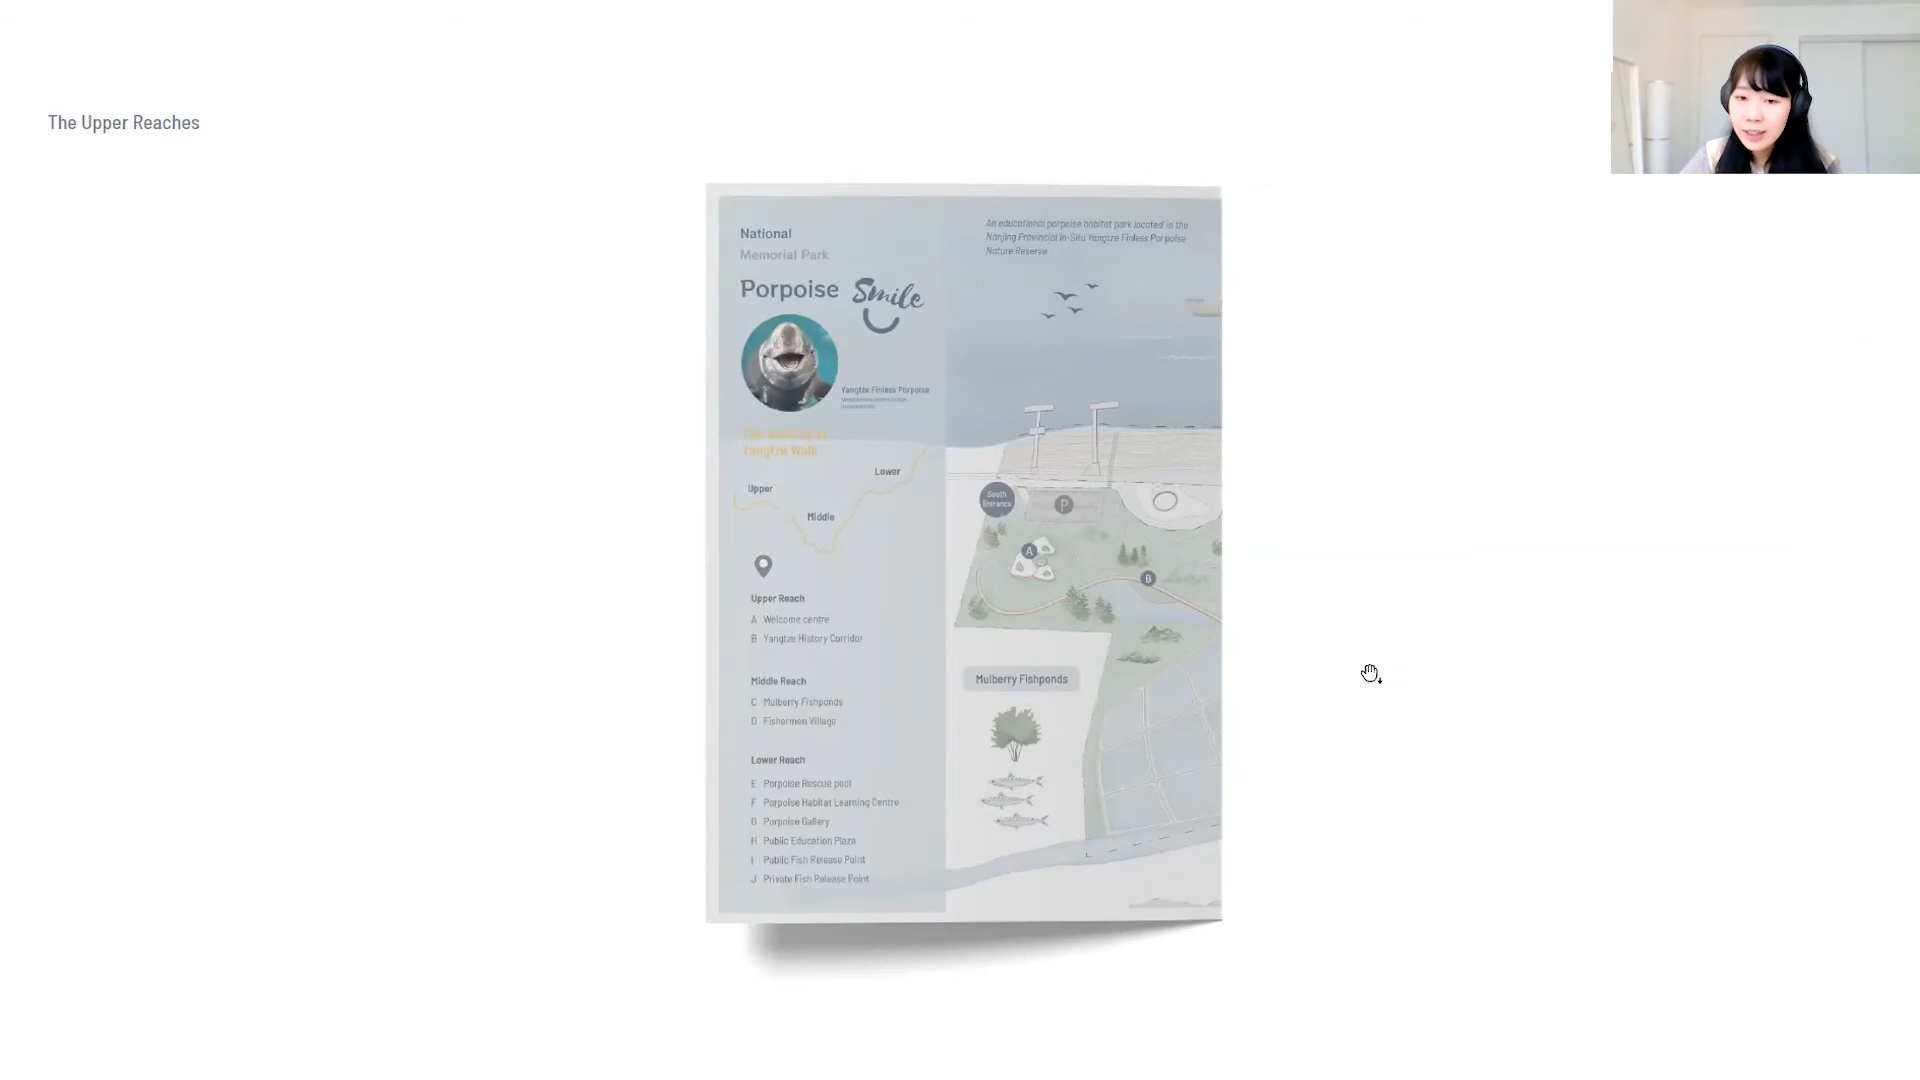 The Upper Reaches
National
Memorial Park
Porpoise Smile
Yangtze Finless Porpoise
Yangtze Walk
Lower
Upper
Middle
Upper Reach
A Welcome centre
B Yangtze History Corridor
Middle Reach
C Mulberry Fishponds
D Fishermen Village
Lower Reach
E Porpoise Rescue pool
F Porpoise Habitat Learning Centre
G Porpoise Gallery
H Public Education Plaza
I Public Fish Release Point
J Private Fish Release Point
An educational porpoise habitat park located in the
Nanjing Provincial In-Situ Yangtze Finless Porpoise
Nature Reserve
South
Entrance
P
A
B
Mulberry Fishponds